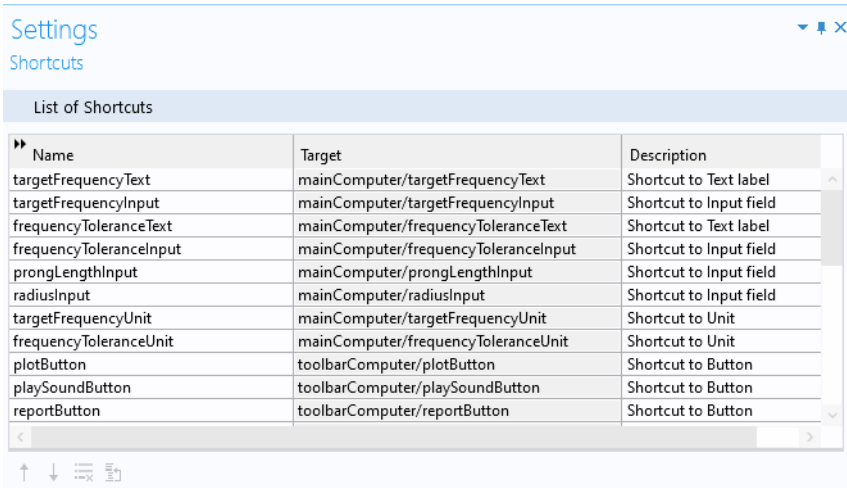 Settings
Shortcuts
List of Shortcuts
Name Target Description
targetFrequencyText mainComputer/targetFrequencyText Shortcut to Text label
targetFrequencyInput mainComputer/targetFrequencyInput Shortcut to Input field
frequencyToleranceText mainComputer/frequencyToleranceText Shortcut to Text label
frequencyToleranceInput mainComputer/frequencyToleranceInput Shortcut to Input field
prongLengthInput mainComputer/prongLengthInput Shortcut to Input field
radiusInput mainComputer/radiusInput Shortcut to Input field
targetFrequencyUnit mainComputer/targetFrequencyUnit Shortcut to Unit
frequencyToleranceUnit mainComputer/frequencyToleranceUnit Shortcut to Unit
plotButton toolbarComputer/plotButton Shortcut to Button
playSoundButton toolbarComputer/playSoundButton Shortcut to Button
reportButton toolbarComputer/reportButton Shortcut to Button